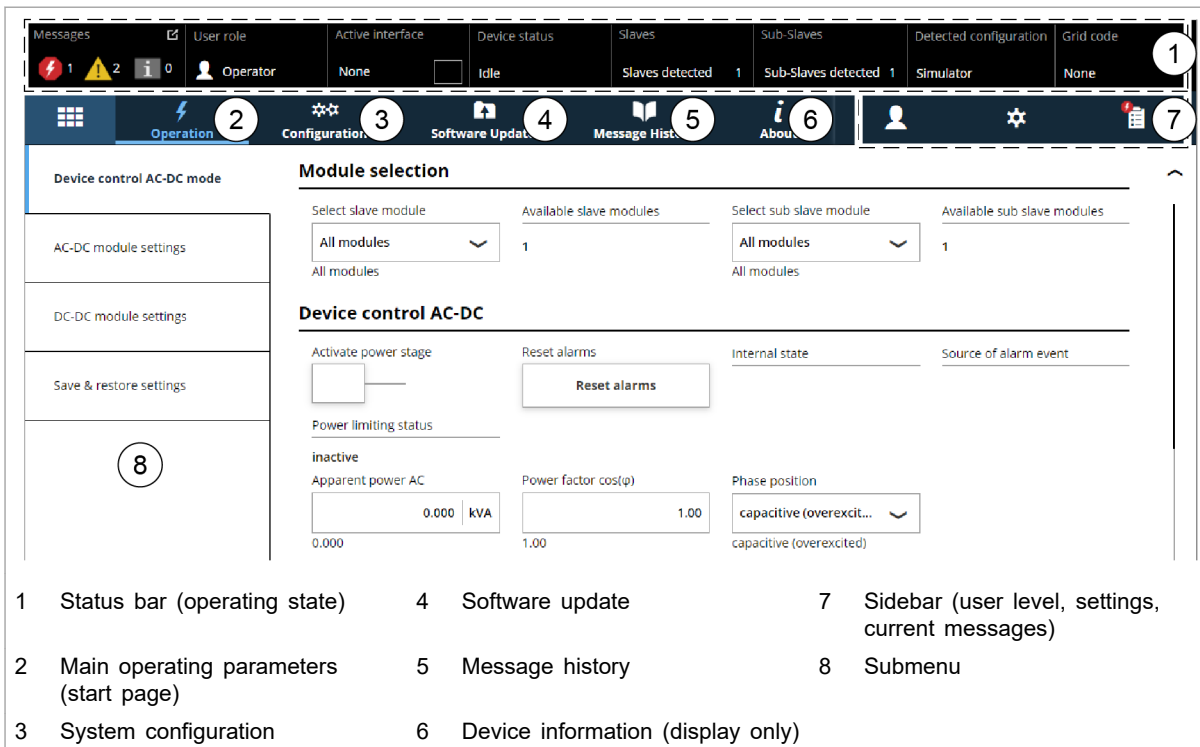 Messages User role Active interface Device status Slaves Sub-Slaves Detected configuration Grid code
1 2 0 Operator None Idle Slaves detected 1 Sub-Slaves detected 1 Simulator None
1
Operation 2 Configuration 3 4 5 About 6 7
Software
Message
Device control AC-DC mode
AC-DC module settings
DC-DC module settings
Save & restore settings
8
Module selection
Select slave module Available slave modules Select sub slave module Available sub slave modules
All modules 1 All modules 1
All modules All modules
Device control AC-DC
Activate power stage Reset alarms Internal state Source of alarm event
Reset alarms
Power limiting status
inactive
Apparent power AC Power factor cos(φ) Phase position
0.000 kVA 1.00 capacitive (overexcit...
0.000 1.00 capacitive (overexcited)
1 Status bar (operating state)
2 Main operating parameters
(start page)
3 System configuration
4 Software update
5 Message history
6 Device information (display only)
7 Sidebar (user level, settings,
current messages)
8 Submenu